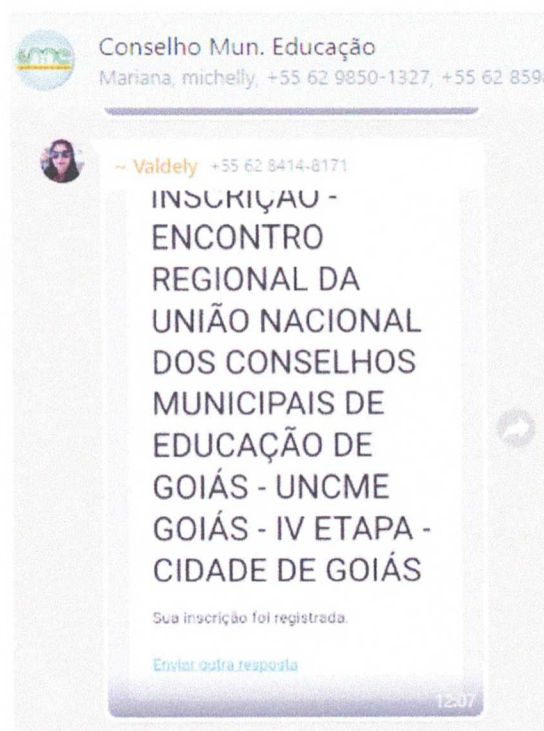 Conselho Mun. Educação
Mariana, michelly, +55 62 9850-1327, +55 62 859
~ Valdely +55 62 8414-8171
INSCRIÇÃO -
ENCONTRO
REGIONAL DA
UNIÃO NACIONAL
DOS CONSELHOS
MUNICIPAIS DE
EDUCAÇÃO DE
GOIÁS - UNCME
GOIÁS - IV ETAPA -
CIDADE DE GOIÁS
Sua inscrição foi registrada.
Enviar outra resposta
12:07